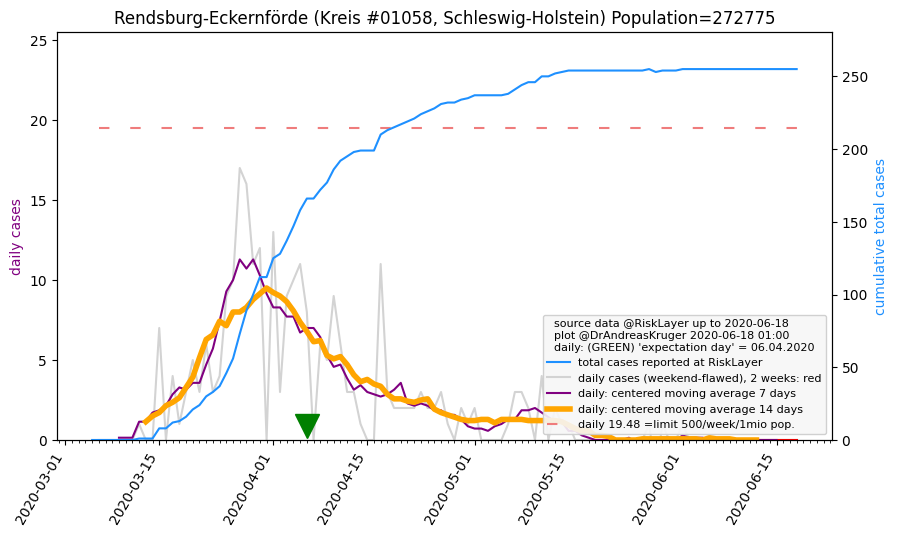 Rendsburg-Eckernförde (Kreis #01058, Schleswig-Holstein) Population=272775
25
20
15
10
5
0
daily cases
250
200
150
100
50
0
cumulative total cases
source data @RiskLayer up to 2020-06-18
plot @DrAndreasKruger 2020-06-18 01:00
daily: (GREEN) 'expectation day' = 06.04.2020
total cases reported at RiskLayer
daily cases (weekend-flawed), 2 weeks: red
daily: centered moving average 7 days
daily: centered moving average 14 days
daily 19.48 =limit 500/week/1mio pop.
2020-03-01
2020-03-15
2020-04-01
2020-04-15
2020-05-01
2020-05-15
2020-06-01
2020-06-15